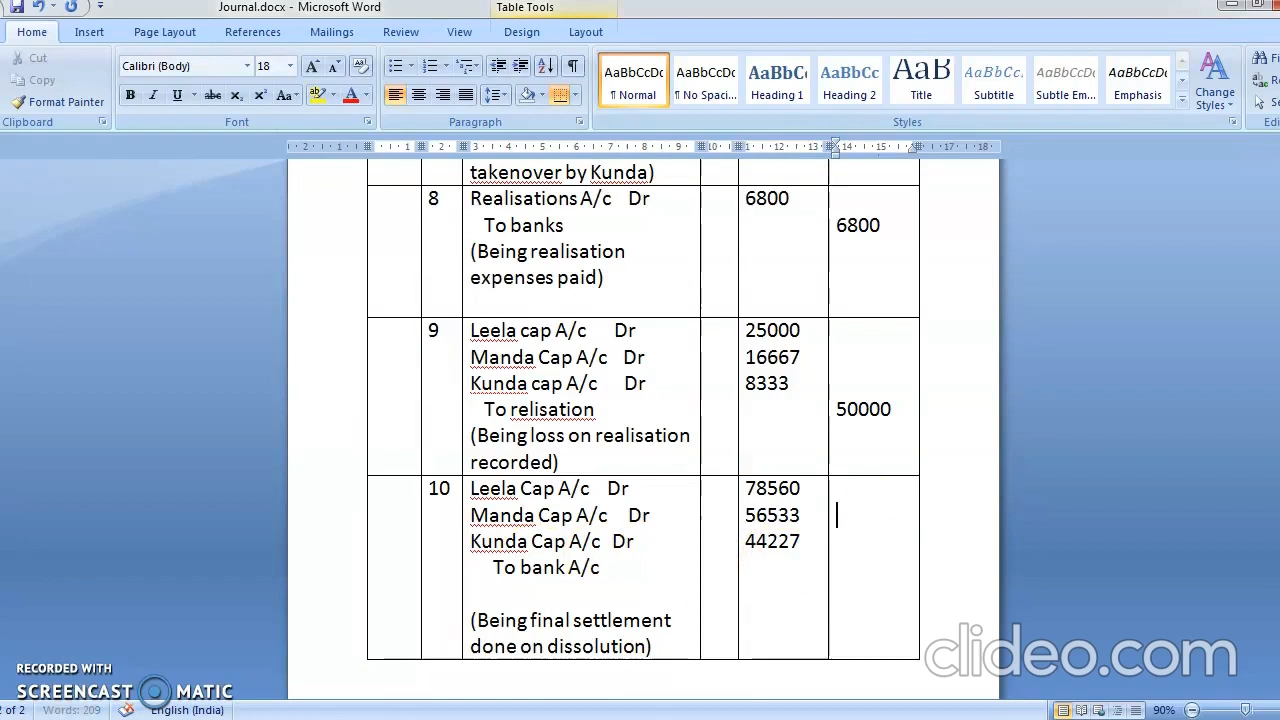 Journal.docx - Microsoft Word Table Tools
Home Insert Page Layout References Mailings Review View Design Layout
Cut
Copy
Format Painter
Clipboard
Calibri (Body) 18
Font
Paragraph
AaBbCcDc AaBbCcDc AaBbC AaBbCc AaB AaBbCcDc AaBbCcDc AaBbCcDc
¶ Normal ¶ No Spaci... Heading 1 Heading 2 Title Subtitle Subtle Em... Emphasis
Change Styles
Styles
takenover by Kunda)
8 Realisations A/c Dr 6800
To banks 6800
(Being realisation
expenses paid)
9 Leela cap A/c Dr 25000
Manda Cap A/c Dr 16667
Kunda cap A/c Dr 8333
To relisation 50000
(Being loss on realisation
recorded)
10 Leela Cap A/c Dr 78560
Manda Cap A/c Dr 56533
Kunda Cap A/c Dr 44227
To bank A/c
(Being final settlement
done on dissolution)
clideo.com
RECORDED WITH
SCREENCAST MATIC
2 of 2 Words: 209 English (India) 90%